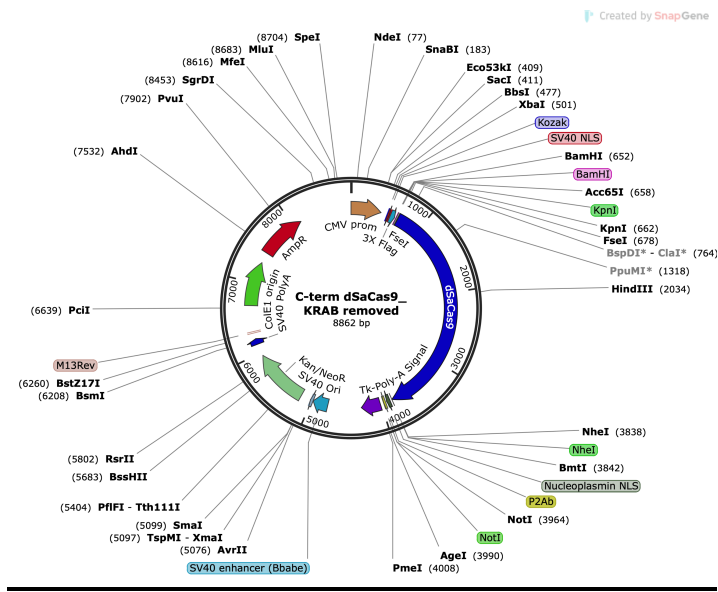 Created by SnapGene
(8704) SpeI
(8683) MluI
(8616) MfeI
(8453) SgrDI
(7902) PvuI
(7532) AhdI
NdeI (77)
SnaBI (183)
Eco53kI (409)
SacI (411)
BbsI (477)
XbaI (501)
Kozak
SV40 NLS
BamHI (652)
BamHI
Acc65I (658)
KpnI
KpnI (662)
FseI (678)
BspDI* - ClaI* (764)
PpuMI* (1318)
HindIII (2034)
8000
1000
2000
3000
4000
5000
6000
7000
CMV prom
3X Flag
FseI
dSaCas9
AmpR
ColE1 origin
SV40 PolyA
C-term dSaCas9_
KRAB removed
8862 bp
Kan/NeoR
SV40 Ori
Tk-Poly-A Signal
(6639) PciI
M13Rev
(6260) BstZ17I
(6208) BsmI
(5802) RsrII
(5683) BssHII
(5404) PflFI - Tth111I
(5099) SmaI
(5097) TspMI - XmaI
(5076) AvrII
SV40 enhancer (Bbabe)
NheI (3838)
NheI
BmtI (3842)
Nucleoplasmin NLS
P2Ab
NotI (3964)
NotI
AgeI (3990)
PmeI (4008)